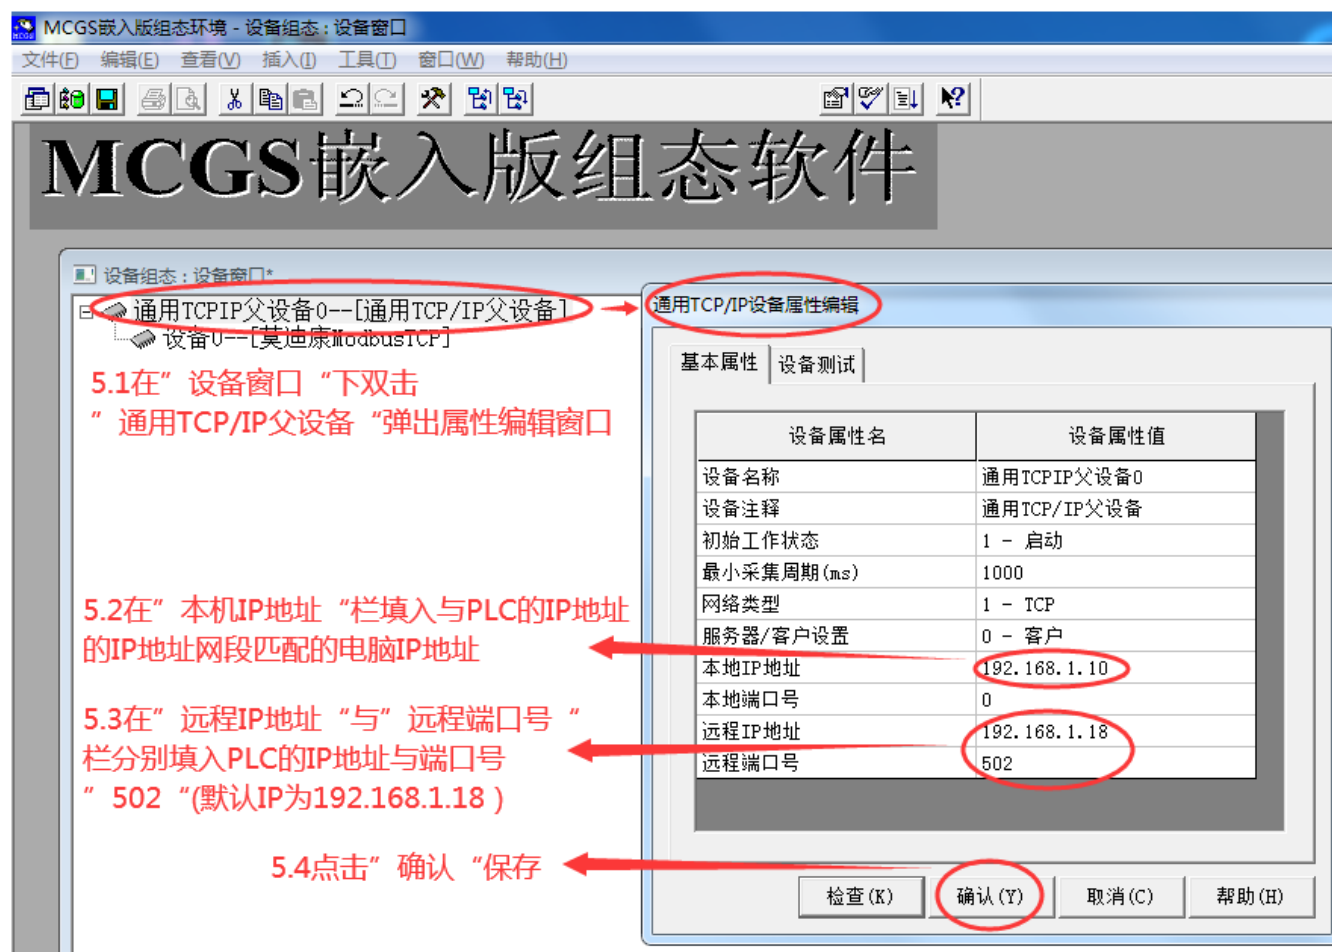 MCGS嵌入版组态环境 - 设备组态 : 设备窗口
文件(F) 编辑(E) 查看(V) 插入(I) 工具(T) 窗口(W) 帮助(H)
MCGS嵌入版组态软件
设备组态 : 设备窗口*
通用TCPIP父设备0--[通用TCP/IP父设备]
设备0--[莫迪康ModbusTCP]
5.1在”设备窗口“下双击
”通用TCP/IP父设备“弹出属性编辑窗口
5.2在”本机IP地址“栏填入与PLC的IP地址
的IP地址网段匹配的电脑IP地址
5.3在”远程IP地址“与”远程端口号“
栏分别填入PLC的IP地址与端口号
”502“(默认IP为192.168.1.18 )
5.4点击”确认“保存
通用TCP/IP设备属性编辑
基本属性 设备测试
设备属性名 设备属性值
设备名称 通用TCPIP父设备0
设备注释 通用TCP/IP父设备
初始工作状态 1 - 启动
最小采集周期(ms) 1000
网络类型 1 - TCP
服务器/客户设置 0 - 客户
本地IP地址 192.168.1.10
本地端口号 0
远程IP地址 192.168.1.18
远程端口号 502
检查(K) 确认(Y) 取消(C) 帮助(H)